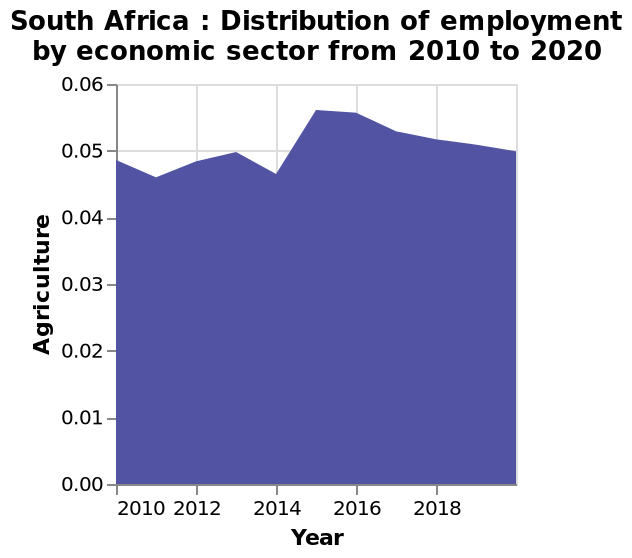 South Africa : Distribution of employment
by economic sector from 2010 to 2020
0.06
0.05
0.04
0.03
0.02
0.01
0.00
Agriculture
2010 2012 2014 2016 2018
Year